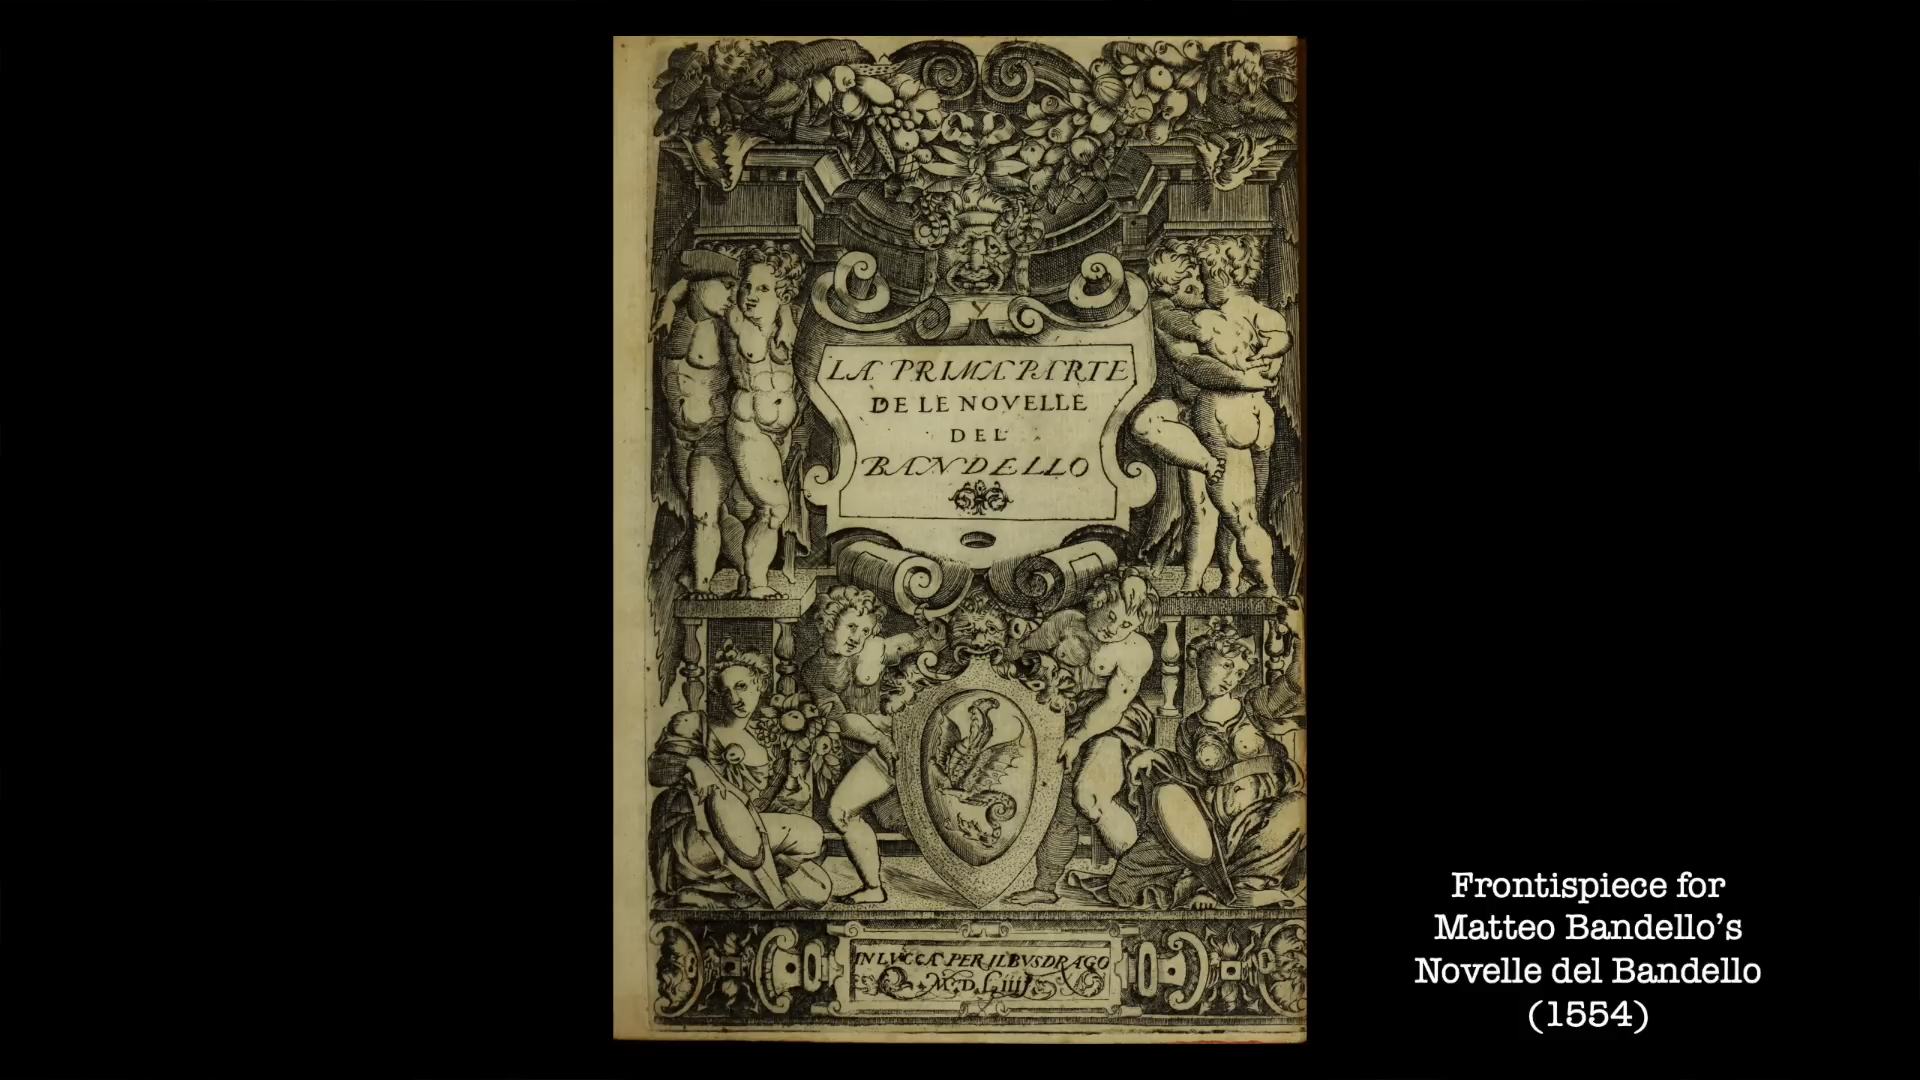 Y
LA PRIMA PARTE
DE LE NOVELLE
DEL
BANDELLO
IN LVCCA PER IL BVSDRAGO
M.D.LIIII
Frontispiece for
Matteo Bandello’s
Novelle del Bandello
(1554)